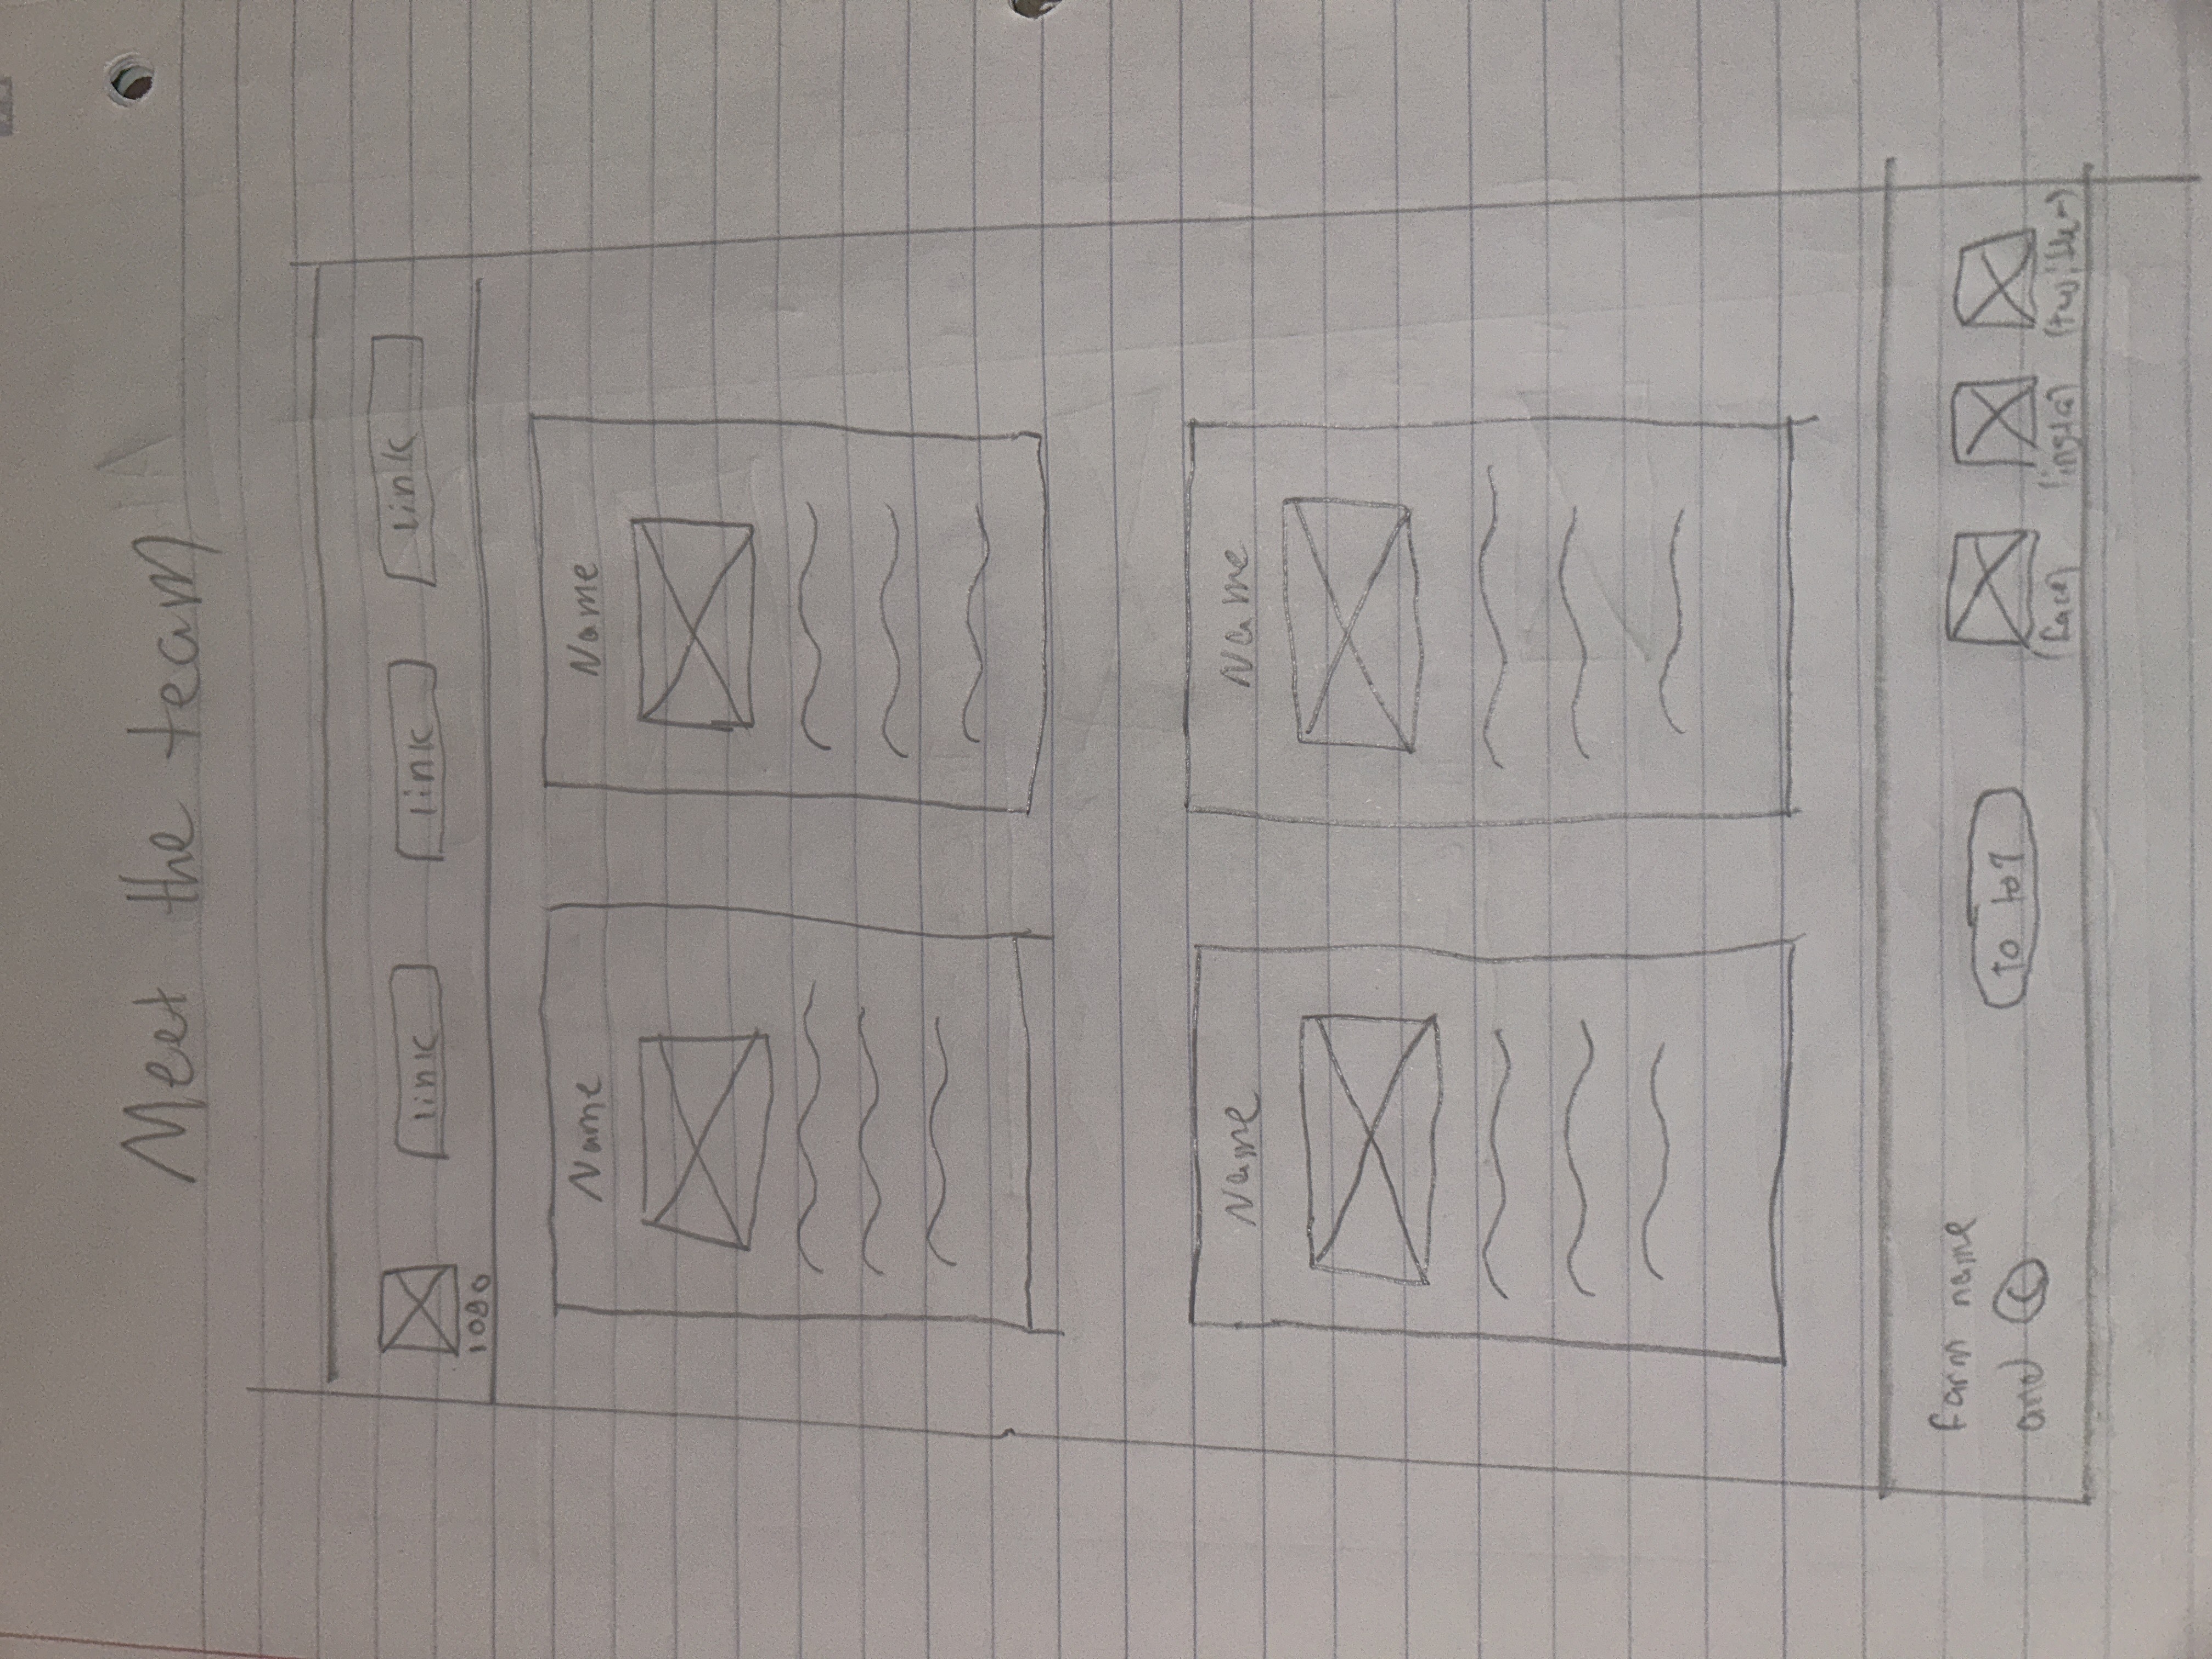 Meet the team
link link link
logo
Name Name
Name Name
farm name
and ©
to top
(face) (insta) (twitter)